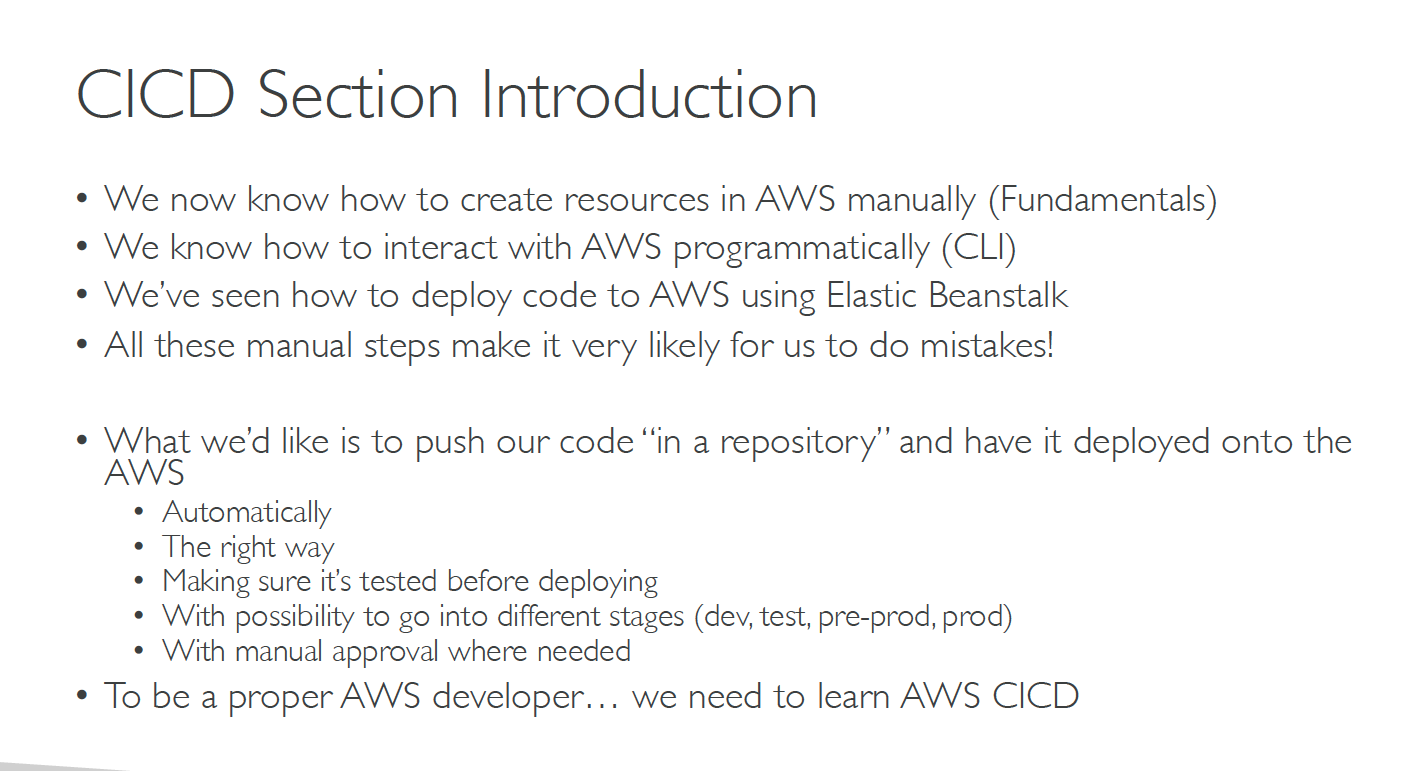 CICD Section Introduction
• We now know how to create resources in AWS manually (Fundamentals)
• We know how to interact with AWS programmatically (CLI)
• We’ve seen how to deploy code to AWS using Elastic Beanstalk
• All these manual steps make it very likely for us to do mistakes!
• What we’d like is to push our code “in a repository” and have it deployed onto the
AWS
• Automatically
• The right way
• Making sure it’s tested before deploying
• With possibility to go into different stages (dev, test, pre-prod, prod)
• With manual approval where needed
• To be a proper AWS developer… we need to learn AWS CICD